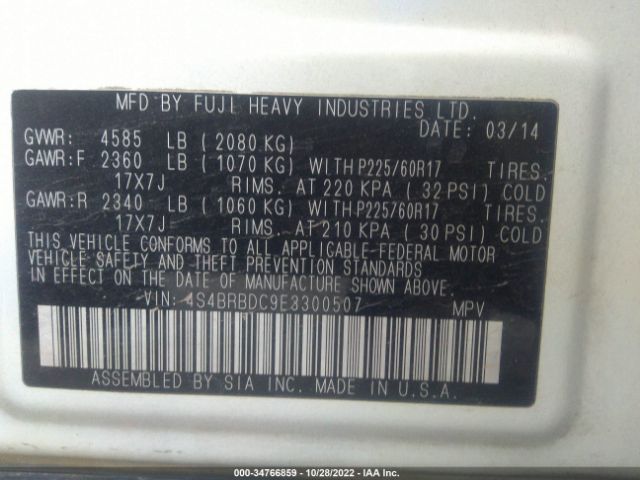 MFD BY FUJI HEAVY INDUSTRIES LTD.
DATE: 03/14
GVWR: 4585 LB (2080 KG)
GAWR:F 2360 LB (1070 KG) WITH P225/60R17 TIRES.
17X7J RIMS. AT 220 KPA (32 PSI) COLD
GAWR:R 2340 LB (1060 KG) WITH P225/60R17 TIRES.
17X7J RIMS. AT 210 KPA (30 PSI) COLD
THIS VEHICLE CONFORMS TO ALL APPLICABLE FEDERAL MOTOR
VEHICLE SAFETY AND THEFT PREVENTION STANDARDS
IN EFFECT ON THE DATE OF MANUFACTURE SHOWN ABOVE.
VIN: 4S4BRBDC9E3300507 MPV
ASSEMBLED BY SIA INC. MADE IN U.S.A.
000-34766859 - 10/28/2022 - IAA Inc.